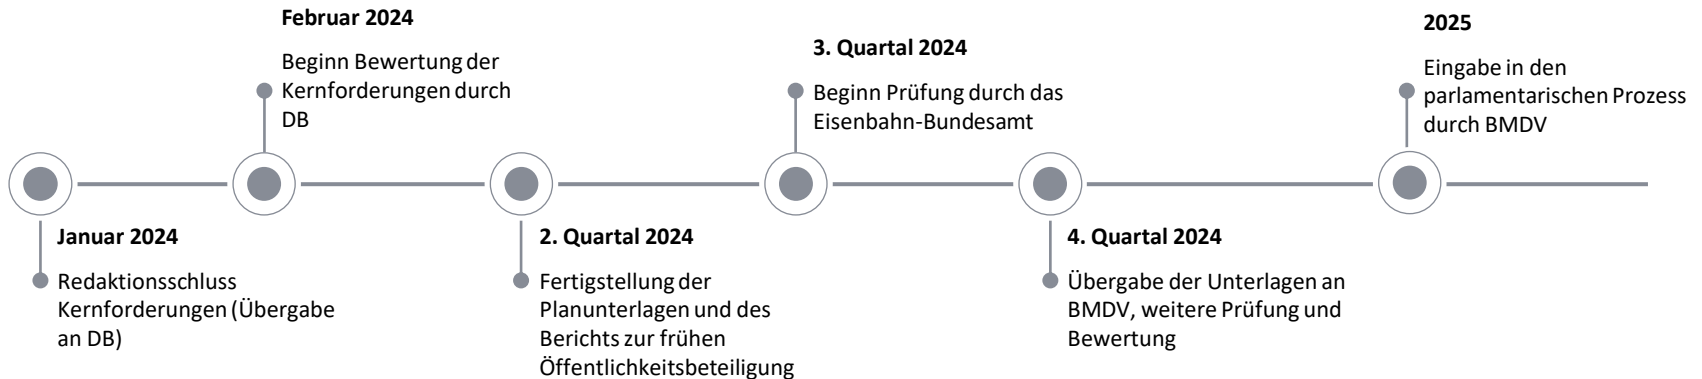 Januar 2024
Redaktionsschluss
Kernforderungen (Übergabe
an DB)
Februar 2024
Beginn Bewertung der
Kernforderungen durch
DB
2. Quartal 2024
Fertigstellung der
Planunterlagen und des
Berichts zur frühen
Öffentlichkeitsbeteiligung
3. Quartal 2024
Beginn Prüfung durch das
Eisenbahn-Bundesamt
4. Quartal 2024
Übergabe der Unterlagen an
BMDV, weitere Prüfung und
Bewertung
2025
Eingabe in den
parlamentarischen Prozess
durch BMDV